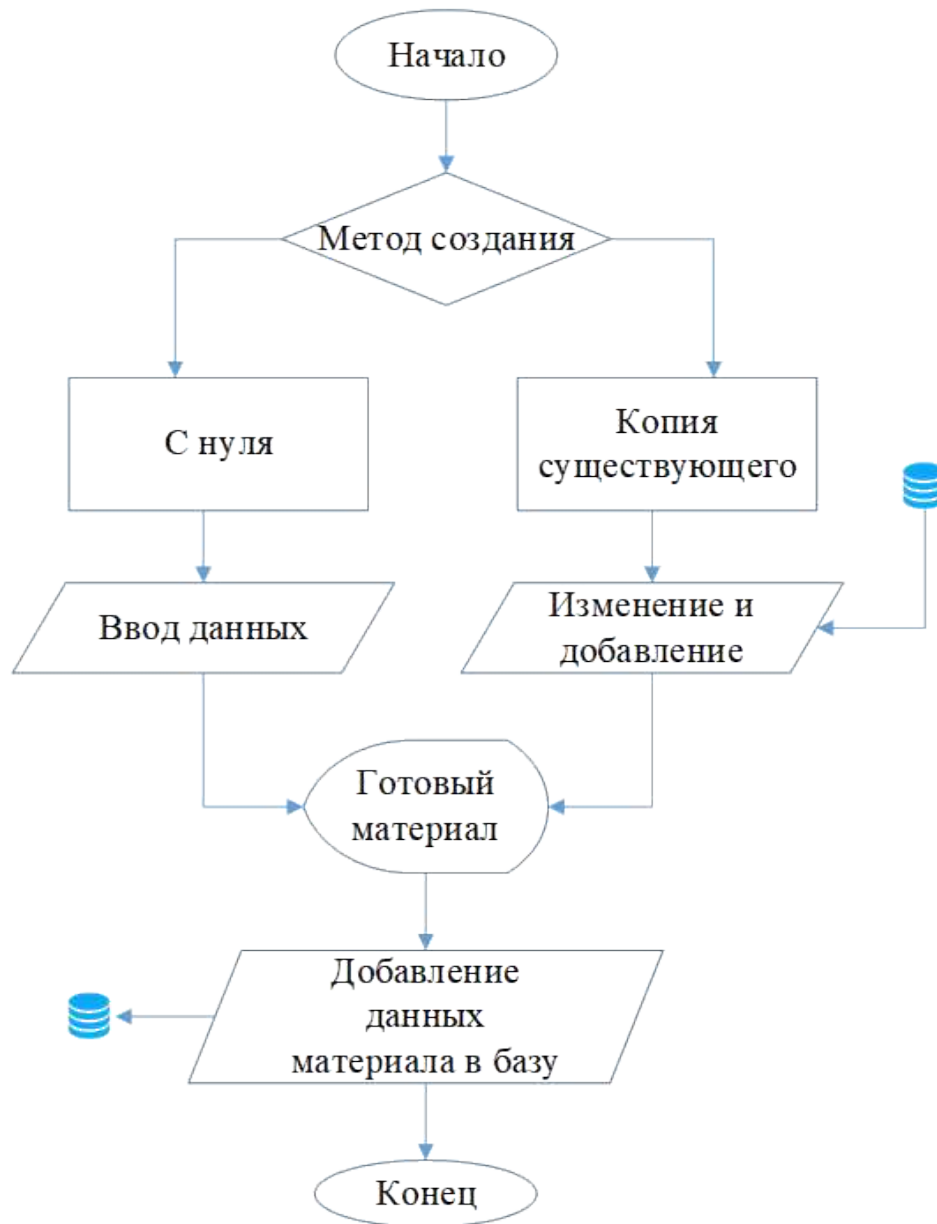 Начало
Метод создания
С нуля
Копия
существующего
Ввод данных
Изменение и
добавление
Готовый
материал
Добавление
данных
материала в базу
Конец